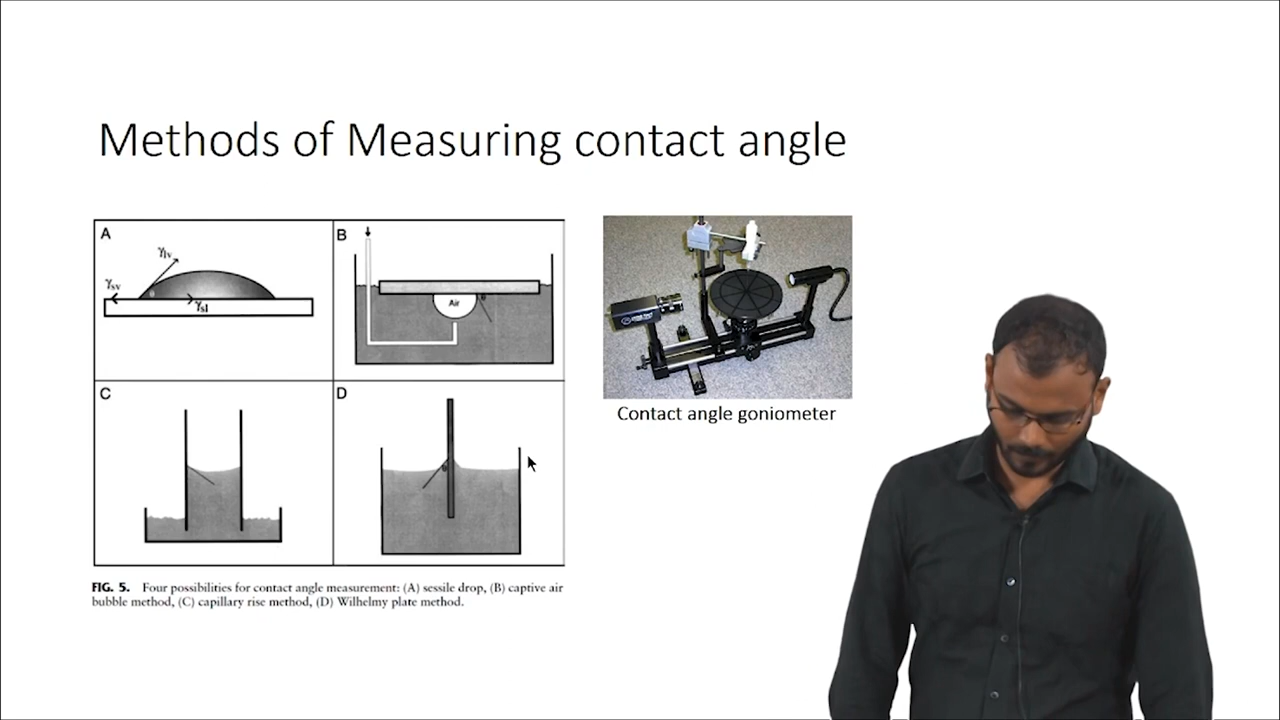 Methods of Measuring contact angle
A
γlv
γsv
θ
γsl
B
Air
θ
C
D
θ
Contact angle goniometer
FIG. 5. Four possibilities for contact angle measurement: (A) sessile drop, (B) captive air
bubble method, (C) capillary rise method, (D) Wilhelmy plate method.